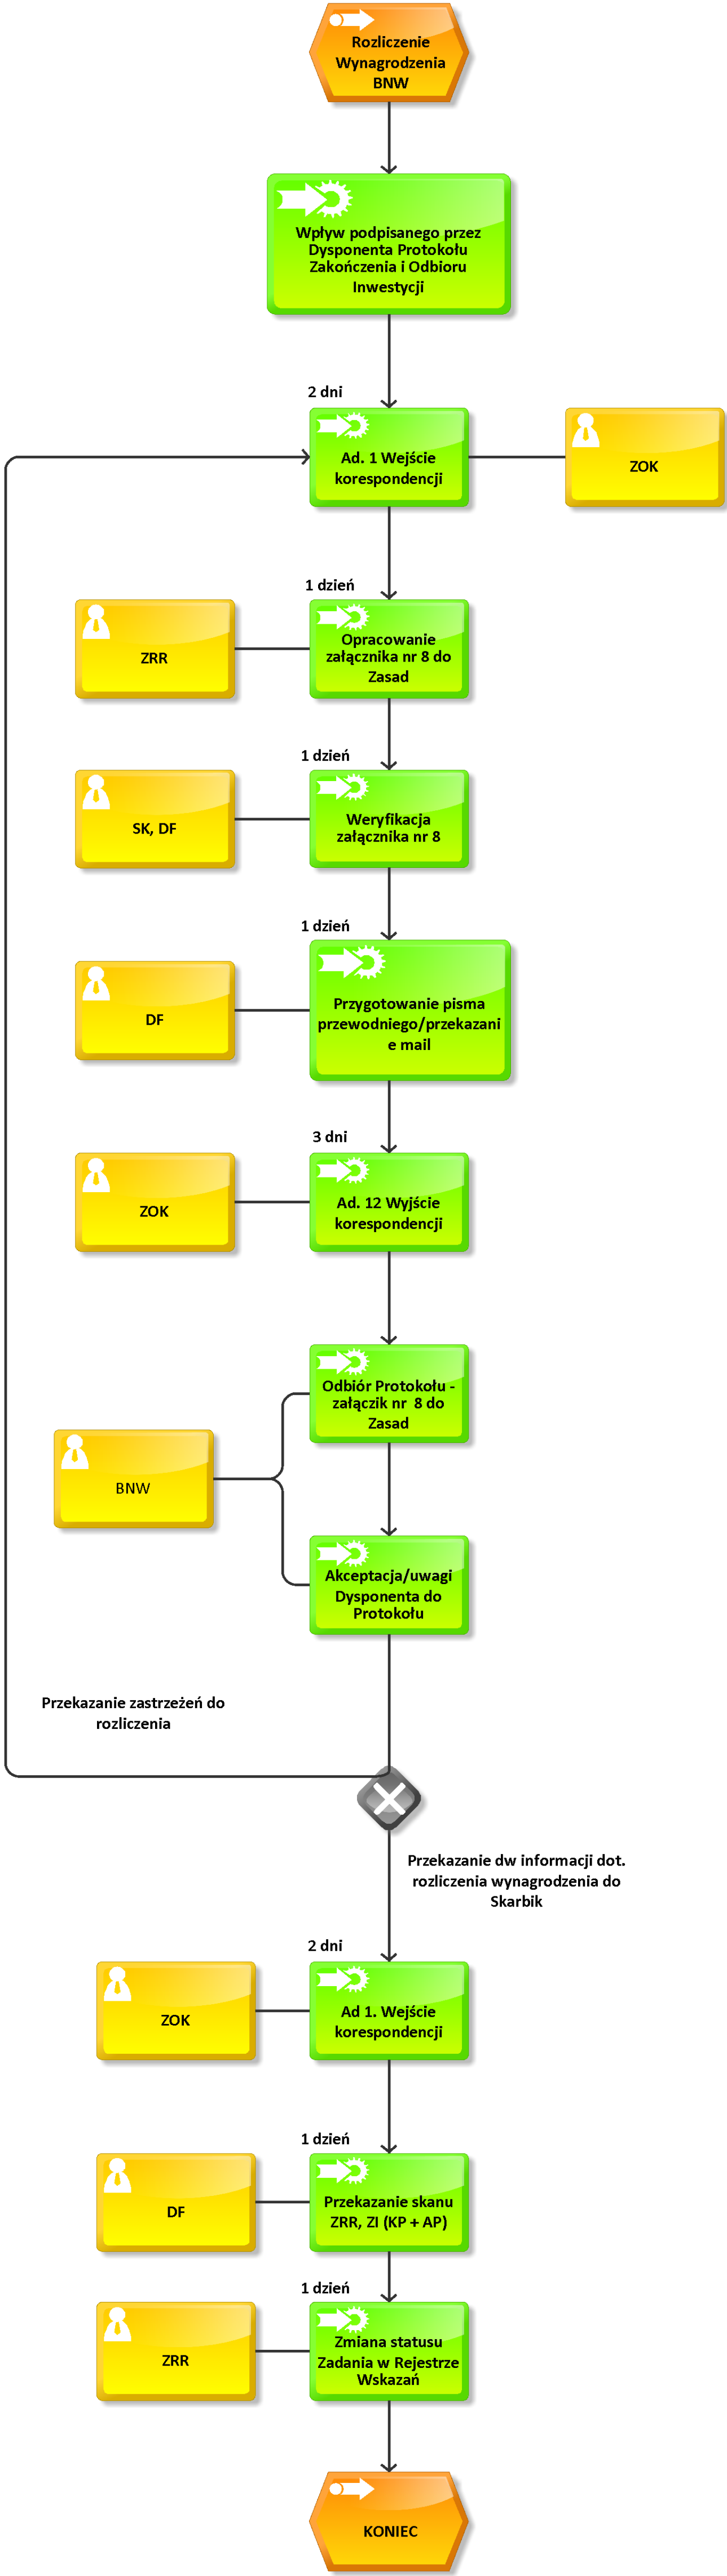 Rozliczenie
Wynagrodzenia
BNW
Wpływ podpisanego przez
Dysponenta Protokołu
Zakończenia i Odbioru
Inwestycji
2 dni
Ad. 1 Wejście
korespondencji
ZOK
1 dzień
Opracowanie
załącznika nr 8 do
Zasad
ZRR
1 dzień
Weryfikacja
załącznika nr 8
SK, DF
1 dzień
Przygotowanie pisma
przewodniego/przekazani
e mail
DF
3 dni
Ad. 12 Wyjście
korespondencji
ZOK
Odbiór Protokołu -
załączik nr  8 do
Zasad
BNW
Akceptacja/uwagi
Dysponenta do
Protokołu
Przekazanie zastrzeżeń do
rozliczenia
Przekazanie dw informacji dot.
rozliczenia wynagrodzenia do
Skarbik
2 dni
Ad 1. Wejście
korespondencji
ZOK
1 dzień
Przekazanie skanu
ZRR, ZI (KP + AP)
DF
1 dzień
Zmiana statusu
Zadania w Rejestrze
Wskazań
ZRR
KONIEC